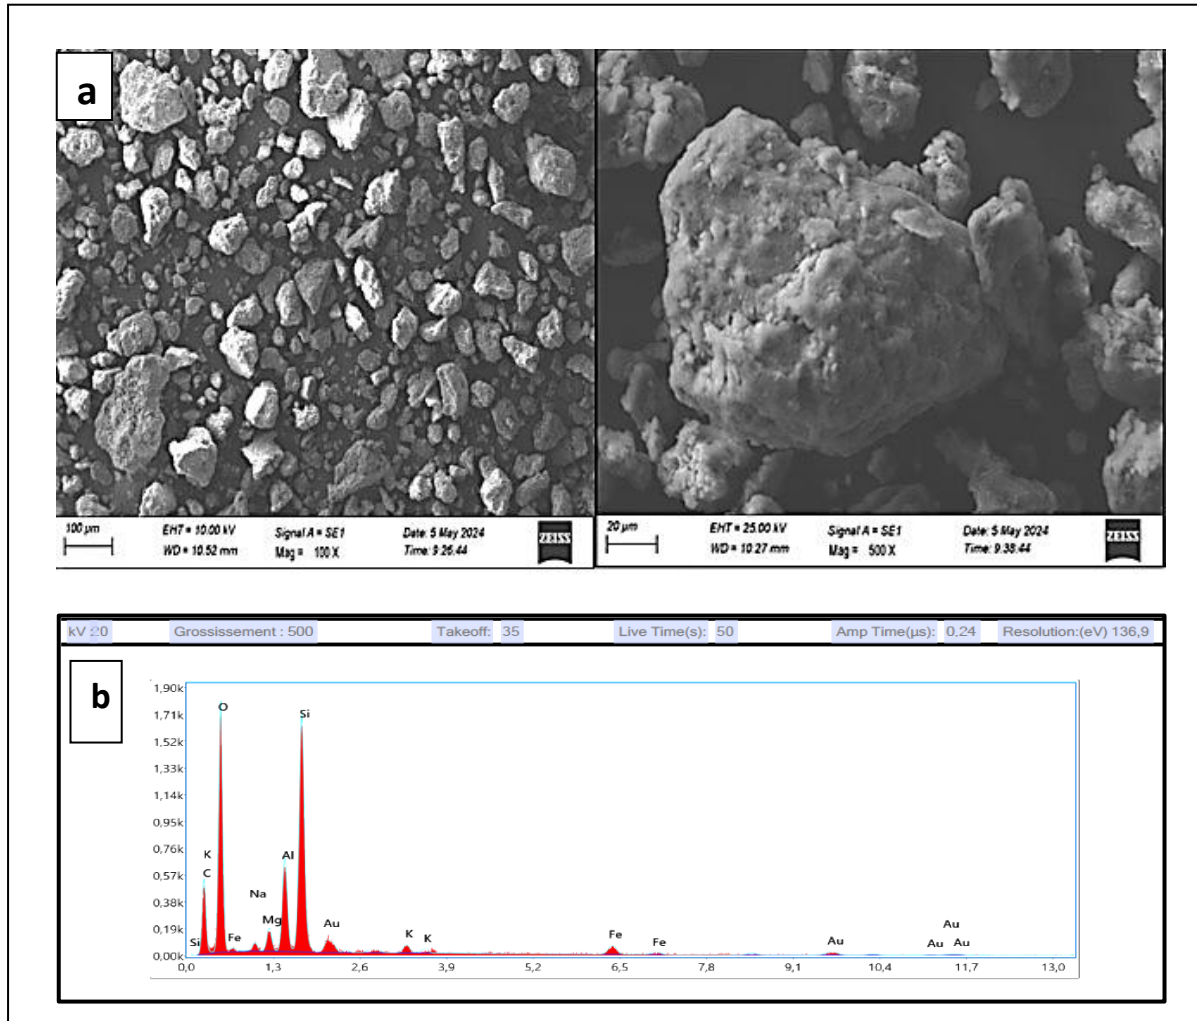 a
100 µm
EHT = 10.00 kV
Signal A = SE1
Date: 5 May 2024
WD = 10.52 mm
Mag = 100 X
Time: 9:26:44
ZEISS
20 µm
EHT = 25.00 kV
Signal A = SE1
Date: 5 May 2024
WD = 10.27 mm
Mag = 500 X
Time: 9:38:44
ZEISS
kV :20 Grossissement : 500 Takeoff: 35 Live Time(s): 50 Amp Time(µs): 0,24 Resolution:(eV) 136,9
b
1,90k
1,71k
1,52k
1,33k
1,14k
0,95k
0,76k
0,57k
0,38k
0,19k
0,00k
O
Si
K
C
Al
Na
Mg
Au
Si
Fe
K
K
Fe
Fe
Au
Au
Au
Au
0,0 1,3 2,6 3,9 5,2 6,5 7,8 9,1 10,4 11,7 13,0